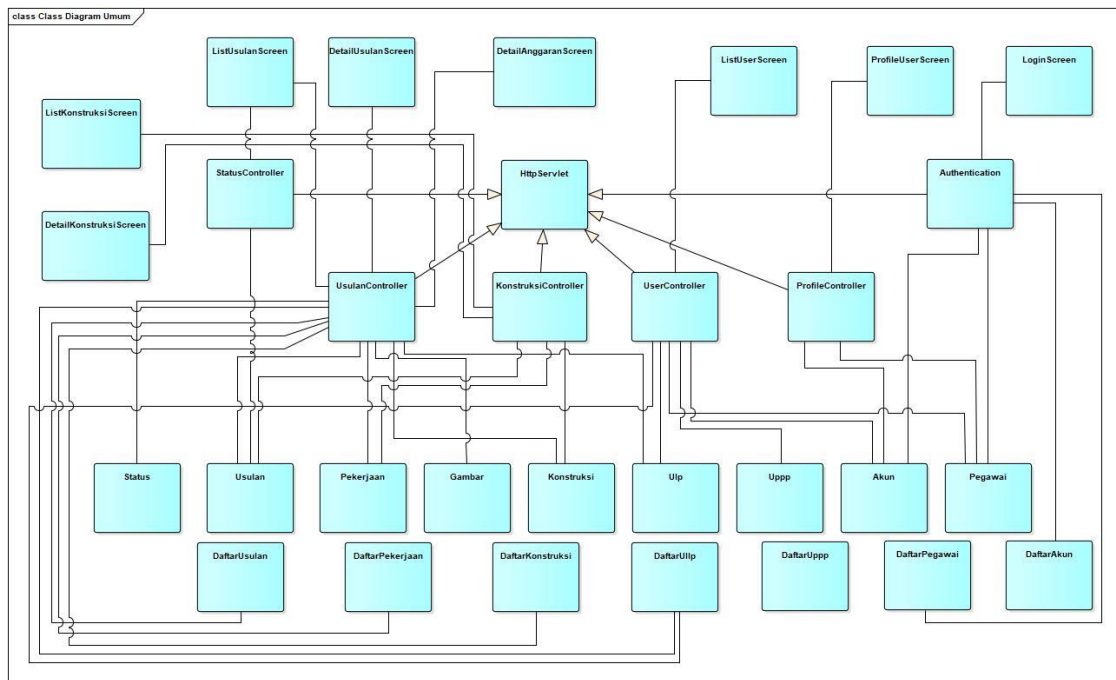 class Class Diagram Umum
ListUsulanScreen
DetailUsulanScreen
DetailAnggaranScreen
ListUserScreen
ProfileUserScreen
LoginScreen
ListKonstruksiScreen
StatusController
HttpServlet
Authentication
DetailKonstruksiScreen
UsulanController
KonstruksiController
UserController
ProfileController
Status
Usulan
Pekerjaan
Gambar
Konstruksi
Ulp
Uppp
Akun
Pegawai
DaftarUsulan
DaftarPekerjaan
DaftarKonstruksi
DaftarUllp
DaftarUppp
DaftarPegawai
DaftarAkun